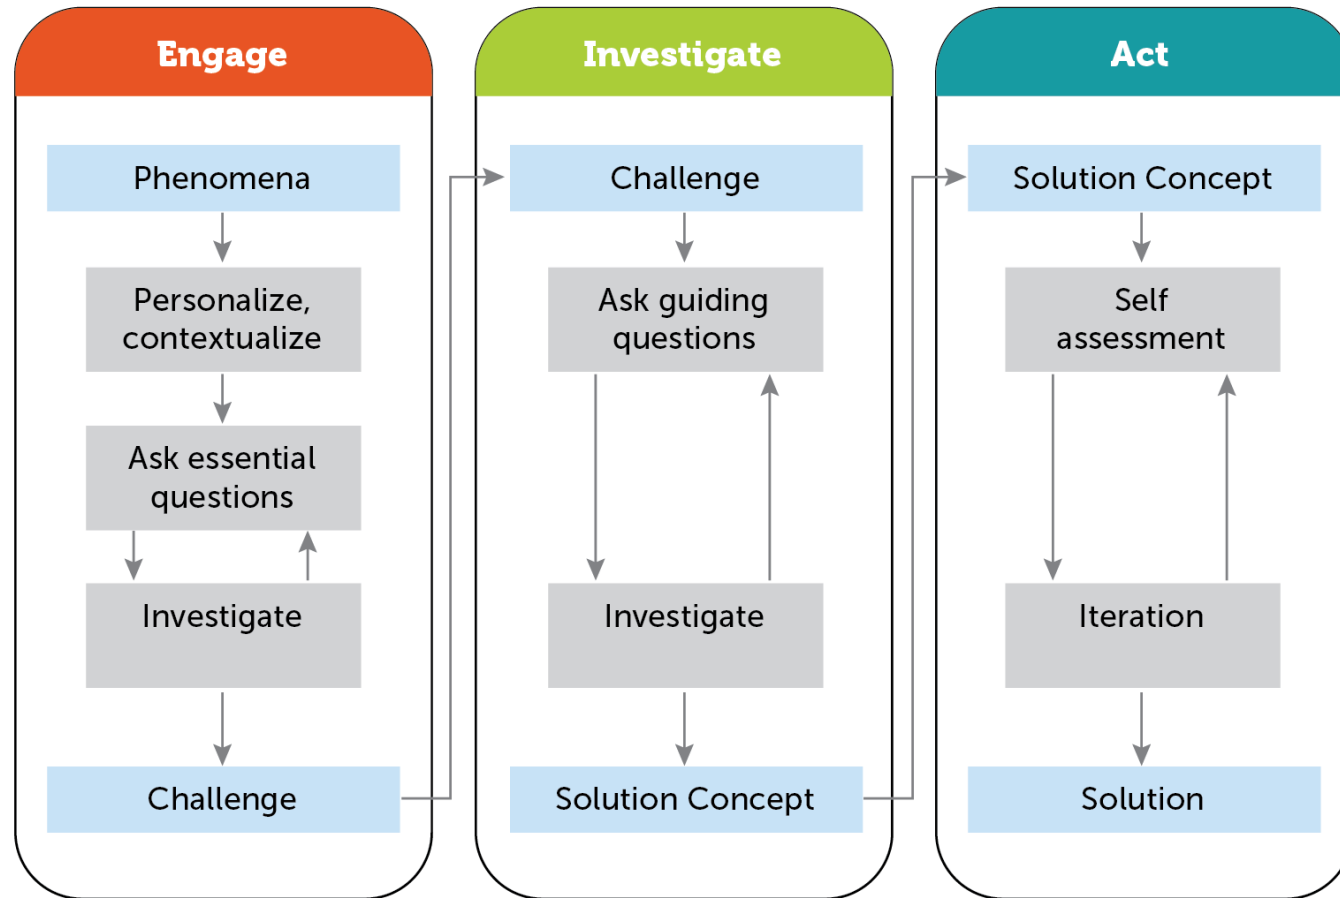 Engage
Phenomena
Personalize,
contextualize
Ask essential
questions
Investigate
Challenge
Investigate
Challenge
Ask guiding
questions
Investigate
Solution Concept
Act
Solution Concept
Self
assessment
Iteration
Solution